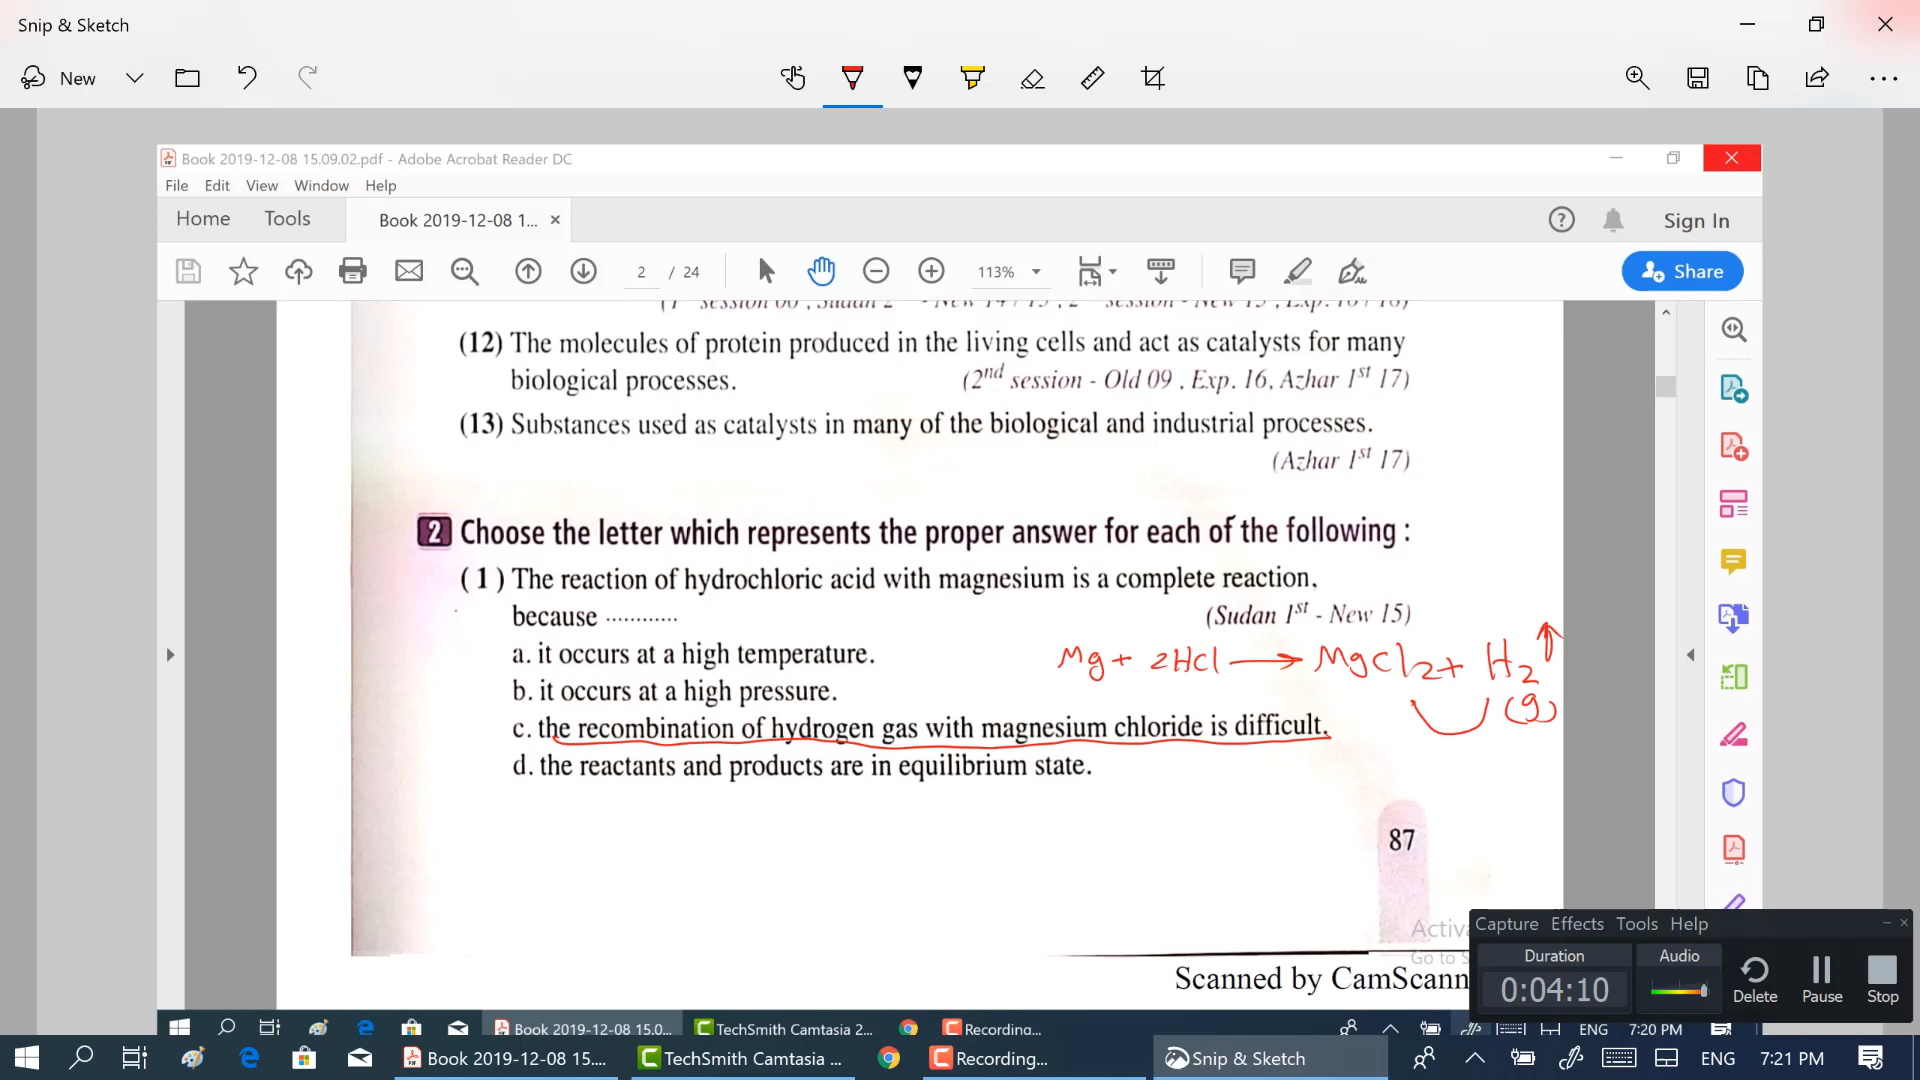 Snip & Sketch
New
Book 2019-12-08 15.09.02.pdf - Adobe Acrobat Reader DC
File Edit View Window Help
Home Tools Book 2019-12-08 1... × Sign In
2 / 24 113% Share
(12) The molecules of protein produced in the living cells and act as catalysts for many
biological processes. (2nd session - Old 09 , Exp. 16, Azhar 1st 17)
(13) Substances used as catalysts in many of the biological and industrial processes.
(Azhar 1st 17)
2 Choose the letter which represents the proper answer for each of the following :
( 1 ) The reaction of hydrochloric acid with magnesium is a complete reaction,
because ............ (Sudan 1st - New 15)
a. it occurs at a high temperature.
Mg + 2HCl → MgCl2 + H2 ↑
b. it occurs at a high pressure.
(g)
c. the recombination of hydrogen gas with magnesium chloride is difficult.
d. the reactants and products are in equilibrium state.
87
Scanned by CamScann
Capture Effects Tools Help
Duration Audio
0:04:10 Delete Pause Stop
Book 2019-12-08 15.0... TechSmith Camtasia 2... Recording... ENG 7:20 PM
Book 2019-12-08 15.... TechSmith Camtasia ... Recording... Snip & Sketch ENG 7:21 PM